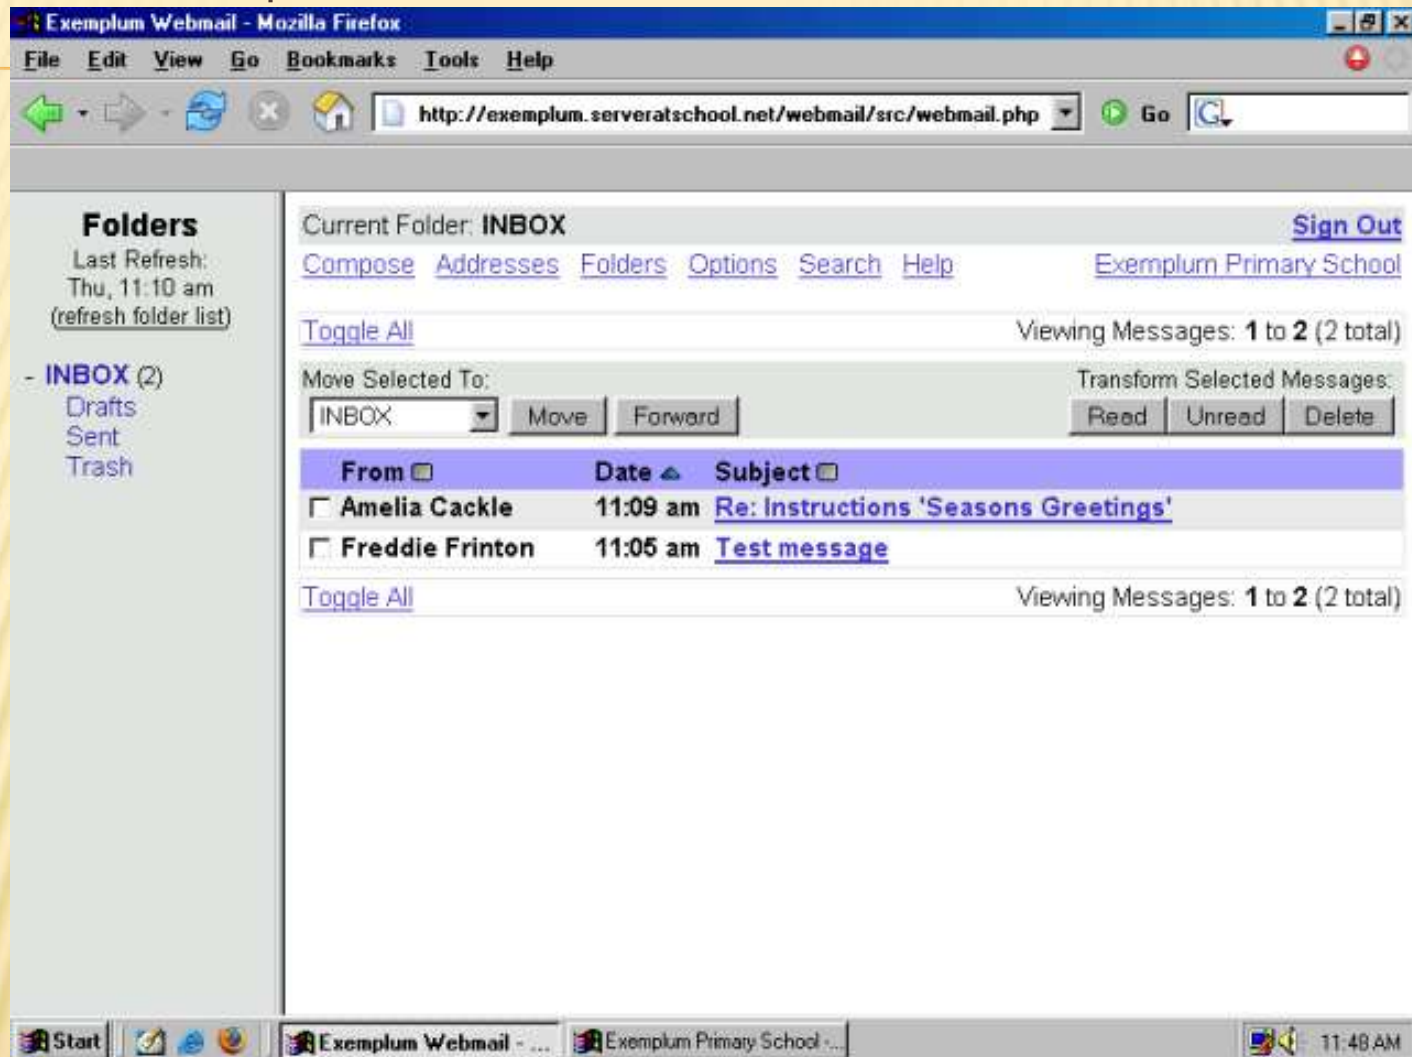 Exemplum Webmail - Mozilla Firefox
File Edit View Go Bookmarks Tools Help
http://exemplum.serveratschool.net/webmail/src/webmail.php Go
Folders
Last Refresh:
Thu, 11:10 am
(refresh folder list)
- INBOX (2)
Drafts
Sent
Trash
Current Folder: INBOX Sign Out
Compose Addresses Folders Options Search Help Exemplum Primary School
Toggle All Viewing Messages: 1 to 2 (2 total)
Move Selected To: Transform Selected Messages:
INBOX Move Forward Read Unread Delete
From Date Subject
Amelia Cackle 11:09 am Re: Instructions 'Seasons Greetings'
Freddie Frinton 11:05 am Test message
Toggle All Viewing Messages: 1 to 2 (2 total)
Start Exemplum Webmail - ... Exemplum Primary School -... 11:48 AM